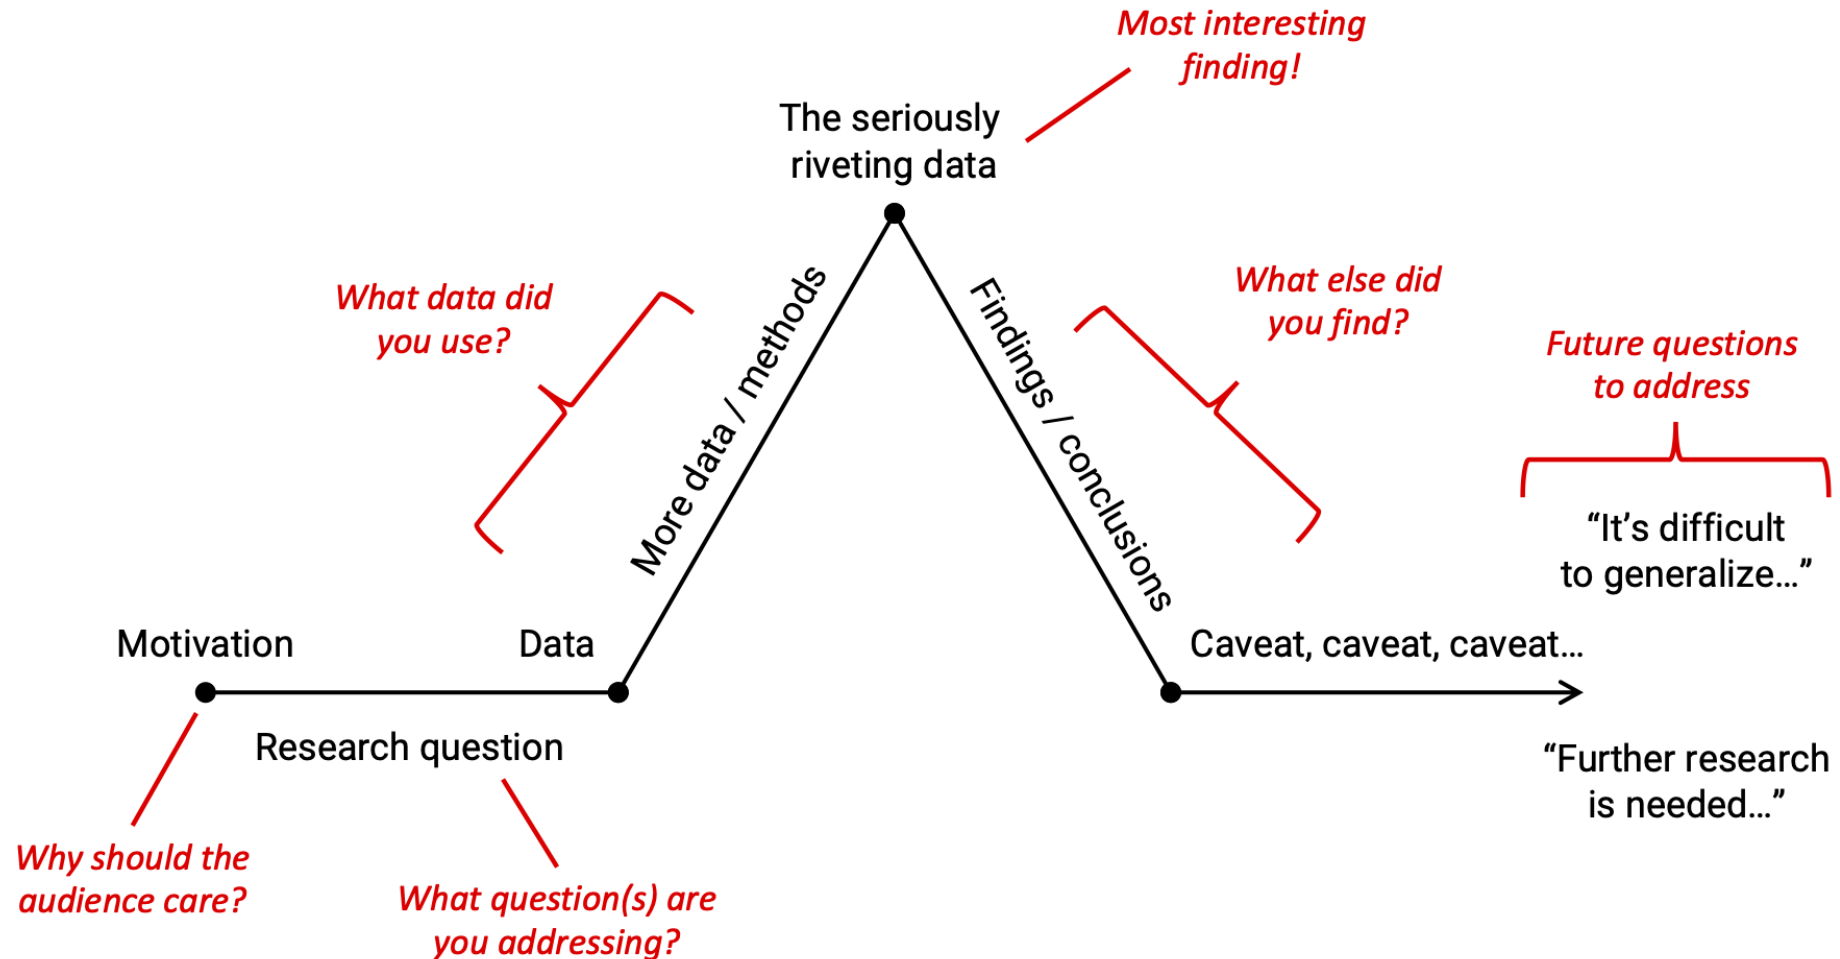 Most interesting
finding!
The seriously
riveting data
What data did
you use?
More data / methods
Findings / conclusions
What else did
you find?
Future questions
to address
“It’s difficult
to generalize…”
Motivation
Data
Caveat, caveat, caveat…
Research question
“Further research
is needed…”
Why should the
audience care?
What question(s) are
you addressing?